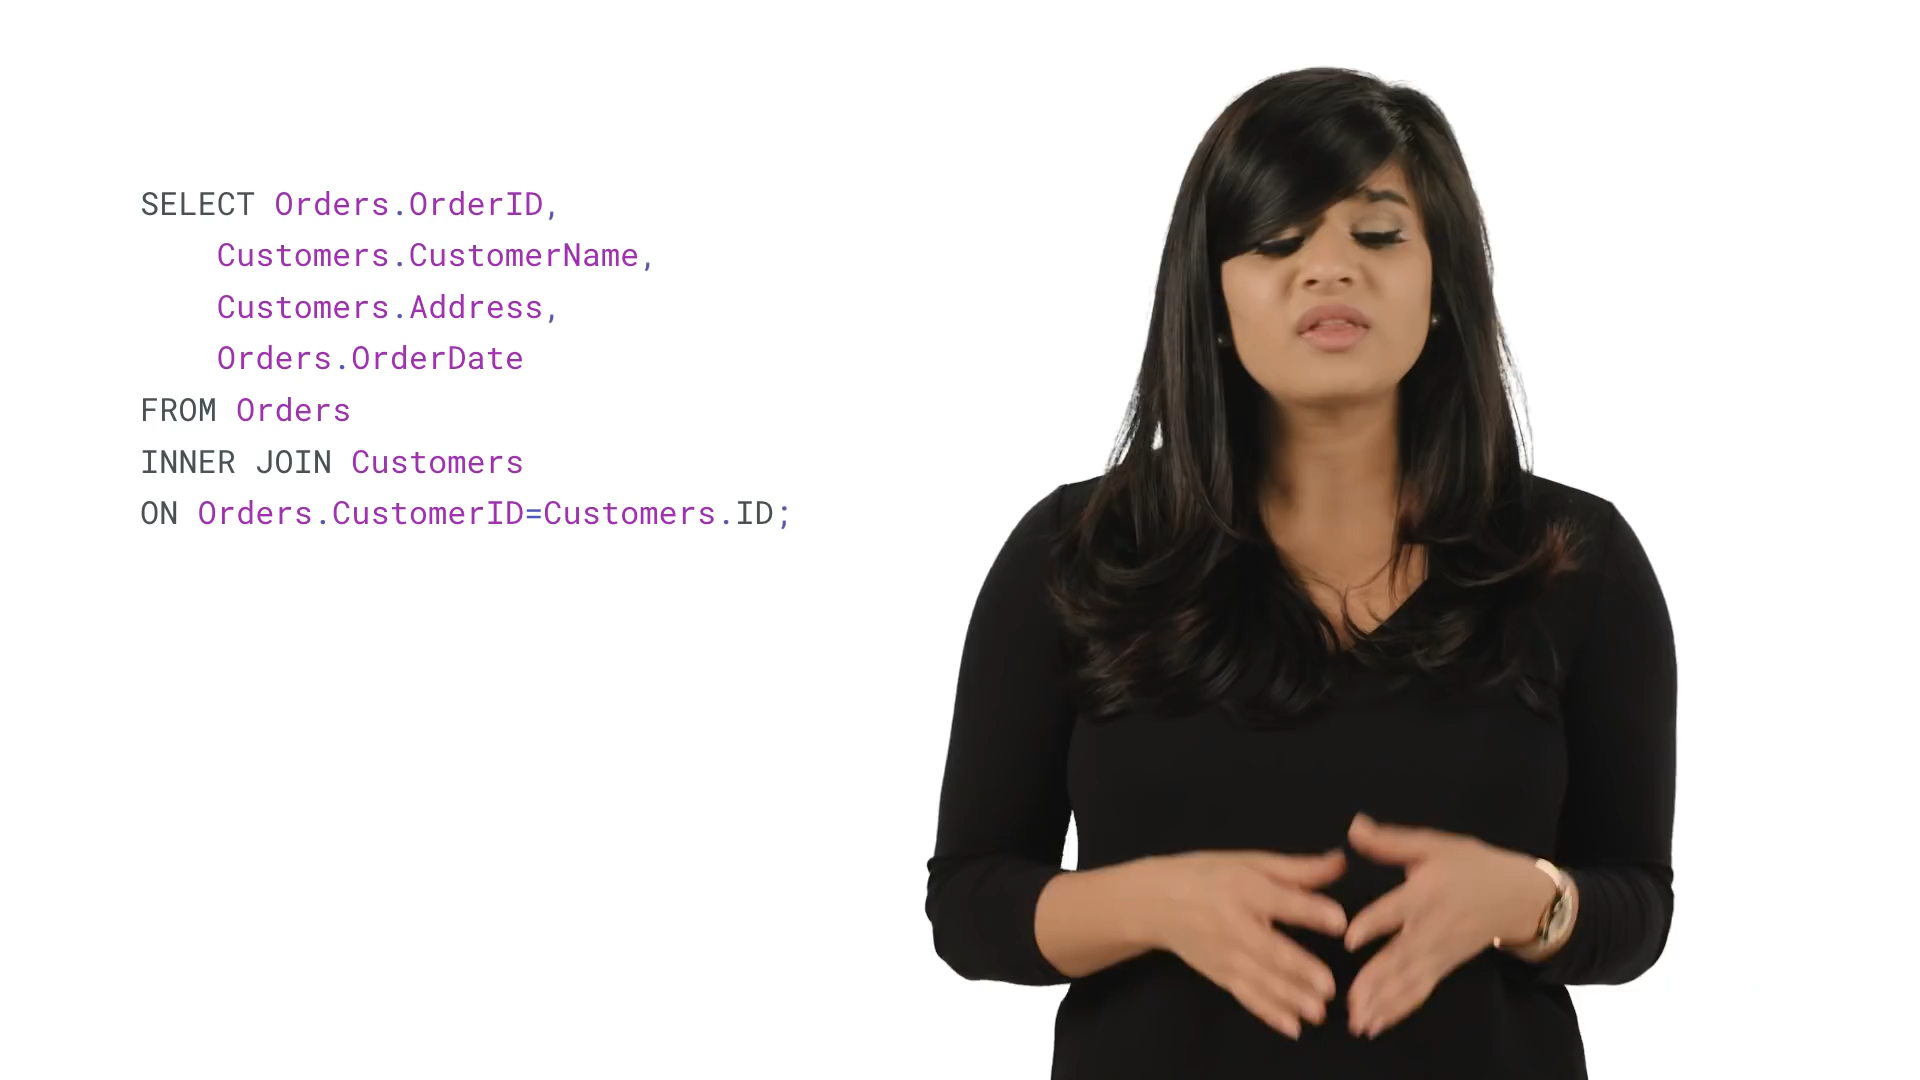 SELECT Orders.OrderID,
Customers.CustomerName,
Customers.Address,
Orders.OrderDate
FROM Orders
INNER JOIN Customers
ON Orders.CustomerID=Customers.ID;